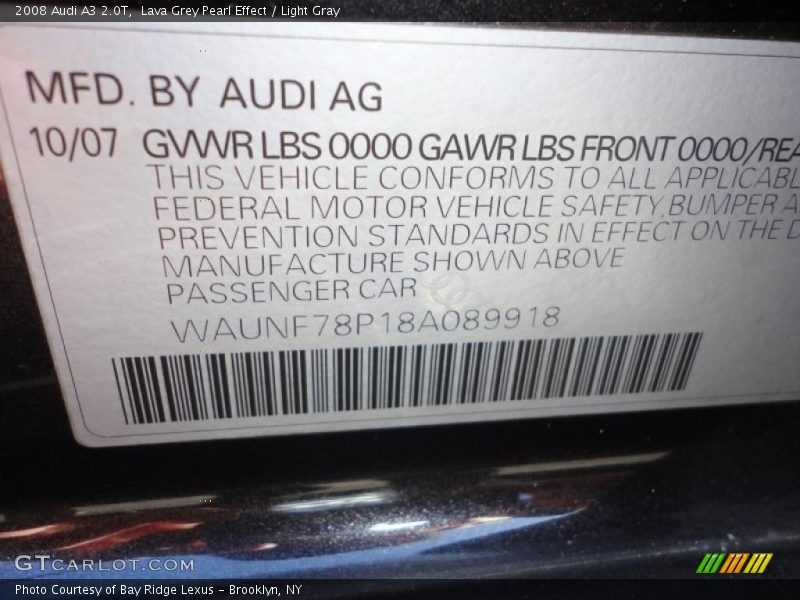 2008 Audi A3 2.0T,  Lava Grey Pearl Effect / Light Gray
MFD. BY AUDI AG
10/07 GVWR LBS 0000 GAWR LBS FRONT 0000/REA
THIS VEHICLE CONFORMS TO ALL APPLICABL
FEDERAL MOTOR VEHICLE SAFETY, BUMPER A
PREVENTION STANDARDS IN EFFECT ON THE D
MANUFACTURE SHOWN ABOVE
PASSENGER CAR
WAUNF78P18A089918
GTcarlot.com
Photo Courtesy of Bay Ridge Lexus - Brooklyn, NY